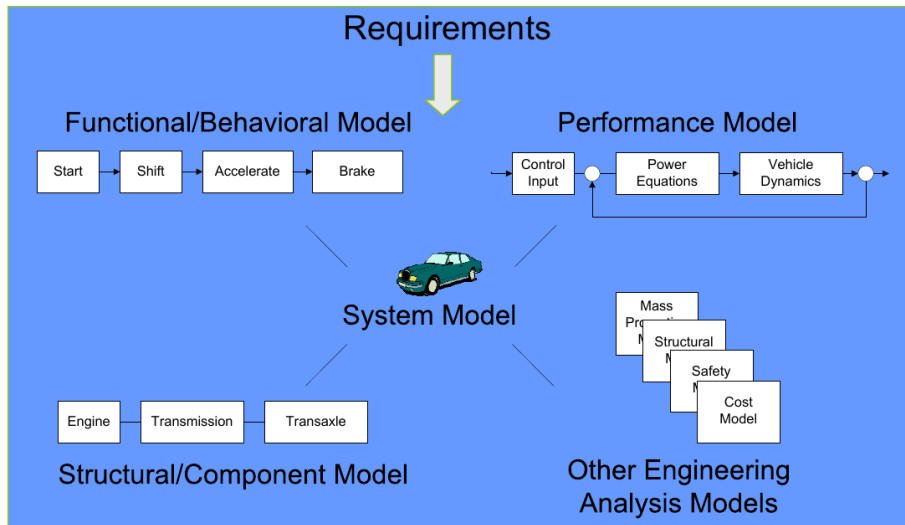 Requirements
Functional/Behavioral Model
Performance Model
Start
Shift
Accelerate
Brake
Control
Input
Power
Equations
Vehicle
Dynamics
System Model
Mass
Structural
Safety
Cost
Model
Engine
Transmission
Transaxle
Structural/Component Model
Other Engineering
Analysis Models